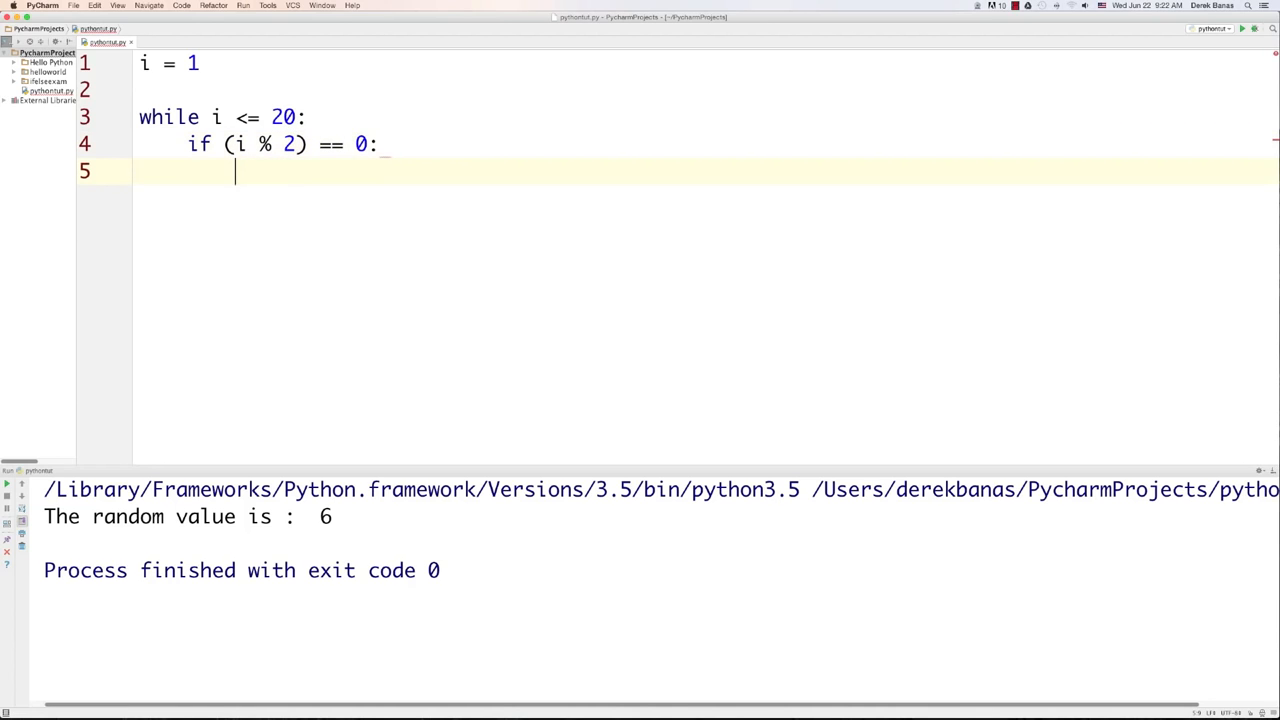 PyCharm File Edit View Navigate Code Refactor Run Tools VCS Window Help 10 Wed Jun 22 9:22 AM Derek Banas
pythontut.py - PycharmProjects - [~/PycharmProjects]
PycharmProjects pythontut.py pythontut
pythontut.py
PycharmProject
Hello Python
helloworld
ifelseexam
pythontut.py
External Librarie
1 i = 1
2
3 while i <= 20:
4 if (i % 2) == 0:
5
Run pythontut
/Library/Frameworks/Python.framework/Versions/3.5/bin/python3.5 /Users/derekbanas/PycharmProjects/pytho
The random value is : 6
Process finished with exit code 0
5:9 LF÷ UTF-8÷